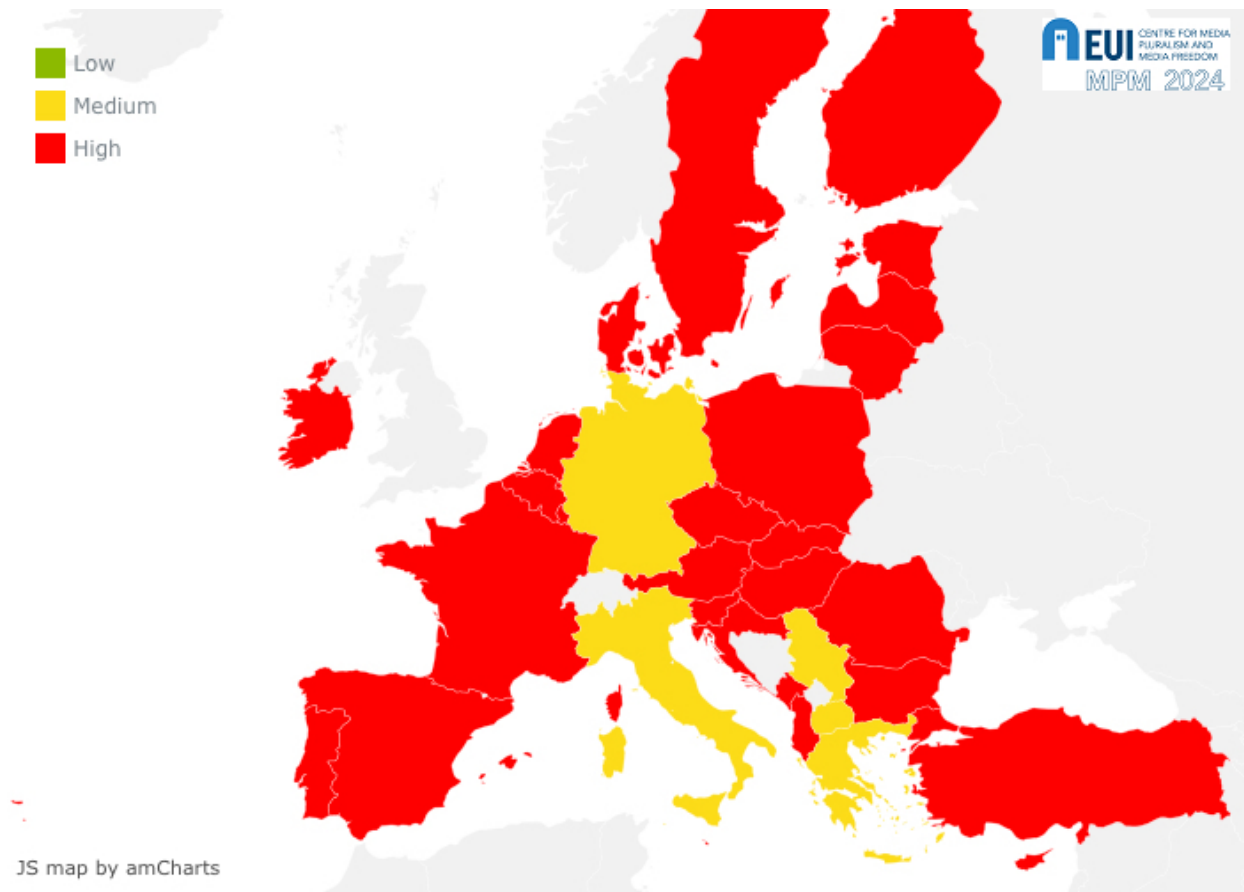 Low
Medium
High
EUI
CENTRE FOR MEDIA
PLURALISM AND
MEDIA FREEDOM
MPM 2024
JS map by amCharts